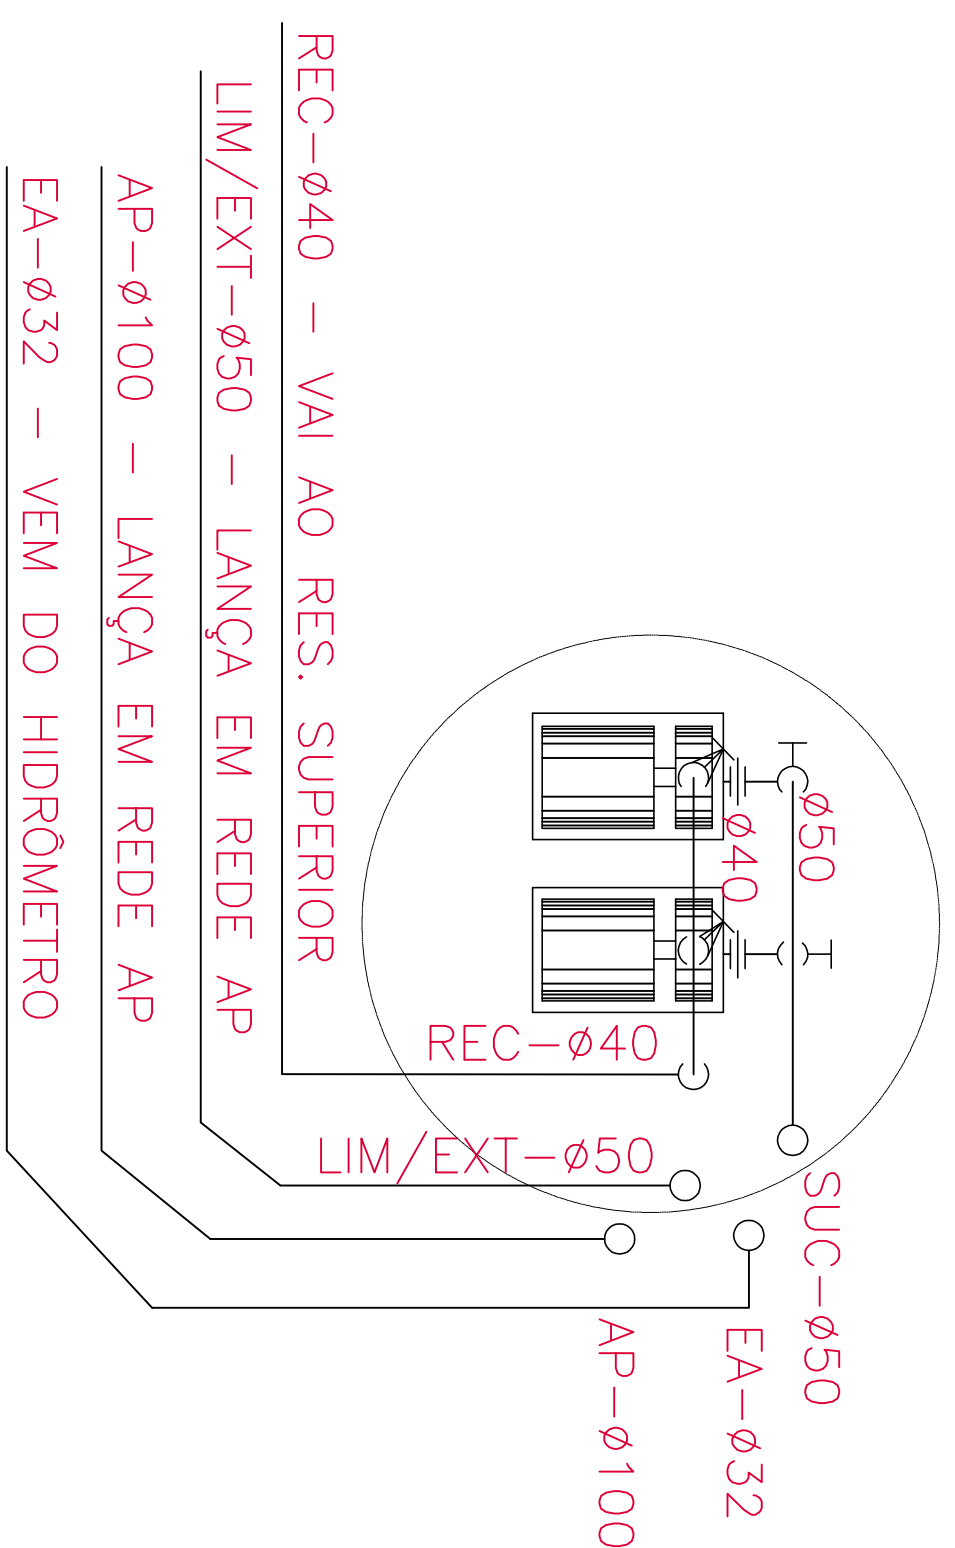 REC-ø40 - VAI AO RES. SUPERIOR
LIM/EXT-ø50 - LANÇA EM REDE AP
AP-ø100 - LANÇA EM REDE AP
EA-ø32 - VEM DO HIDRÔMETRO
ø50
ø40
REC-ø40
LIM/EXT-ø50
SUC-ø50
EA-ø32
AP-ø100